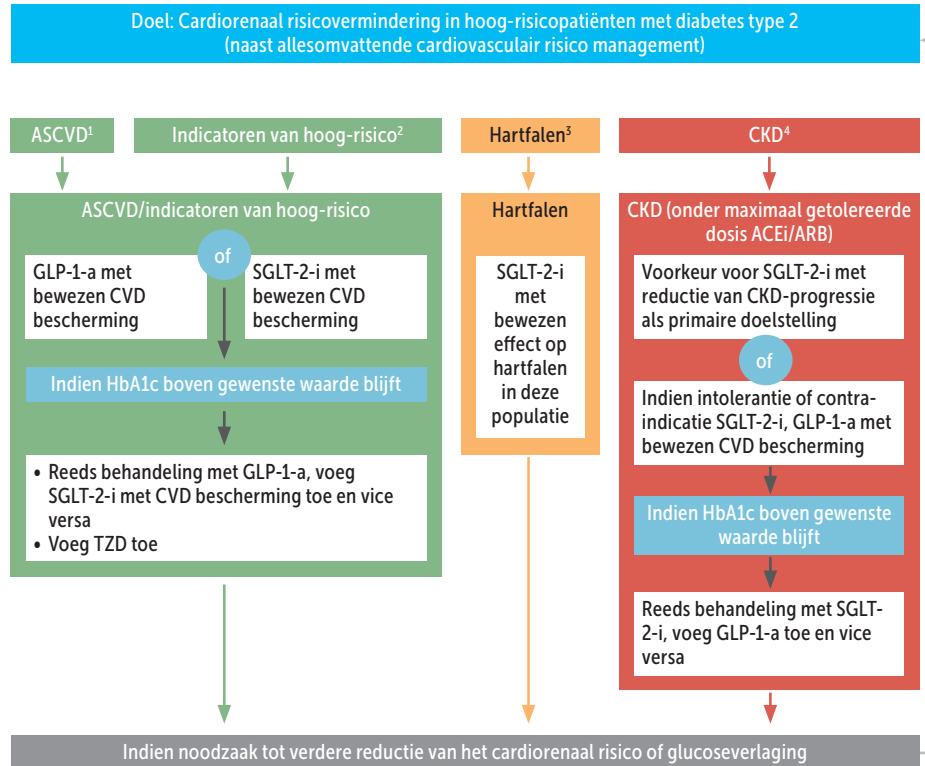 Doel: Cardiorenaal risicovermindering in hoog-risicopatiënten met diabetes type 2
(naast allesomvattende cardiovasculair risico management)
ASCVD¹
Indicatoren van hoog-risico²
Hartfalen³
CKD⁴
ASCVD/indicatoren van hoog-risico
of
GLP-1-a met
bewezen CVD
bescherming
SGLT-2-i met
bewezen CVD
bescherming
Indien HbA1c boven gewenste waarde blijft
• Reeds behandeling met GLP-1-a, voeg
SGLT-2-i met CVD bescherming toe en vice
versa
• Voeg TZD toe
Hartfalen
SGLT-2-i
met
bewezen
effect op
hartfalen
in deze
populatie
CKD (onder maximaal getolereerde
dosis ACEi/ARB)
Voorkeur voor SGLT-2-i met
reductie van CKD-progressie
als primaire doelstelling
of
Indien intolerantie of contra-
indicatie SGLT-2-i, GLP-1-a met
bewezen CVD bescherming
Indien HbA1c boven gewenste
waarde blijft
Reeds behandeling met SGLT-
2-i, voeg GLP-1-a toe en vice
versa
Indien noodzaak tot verdere reductie van het cardiorenaal risico of glucoseverlaging